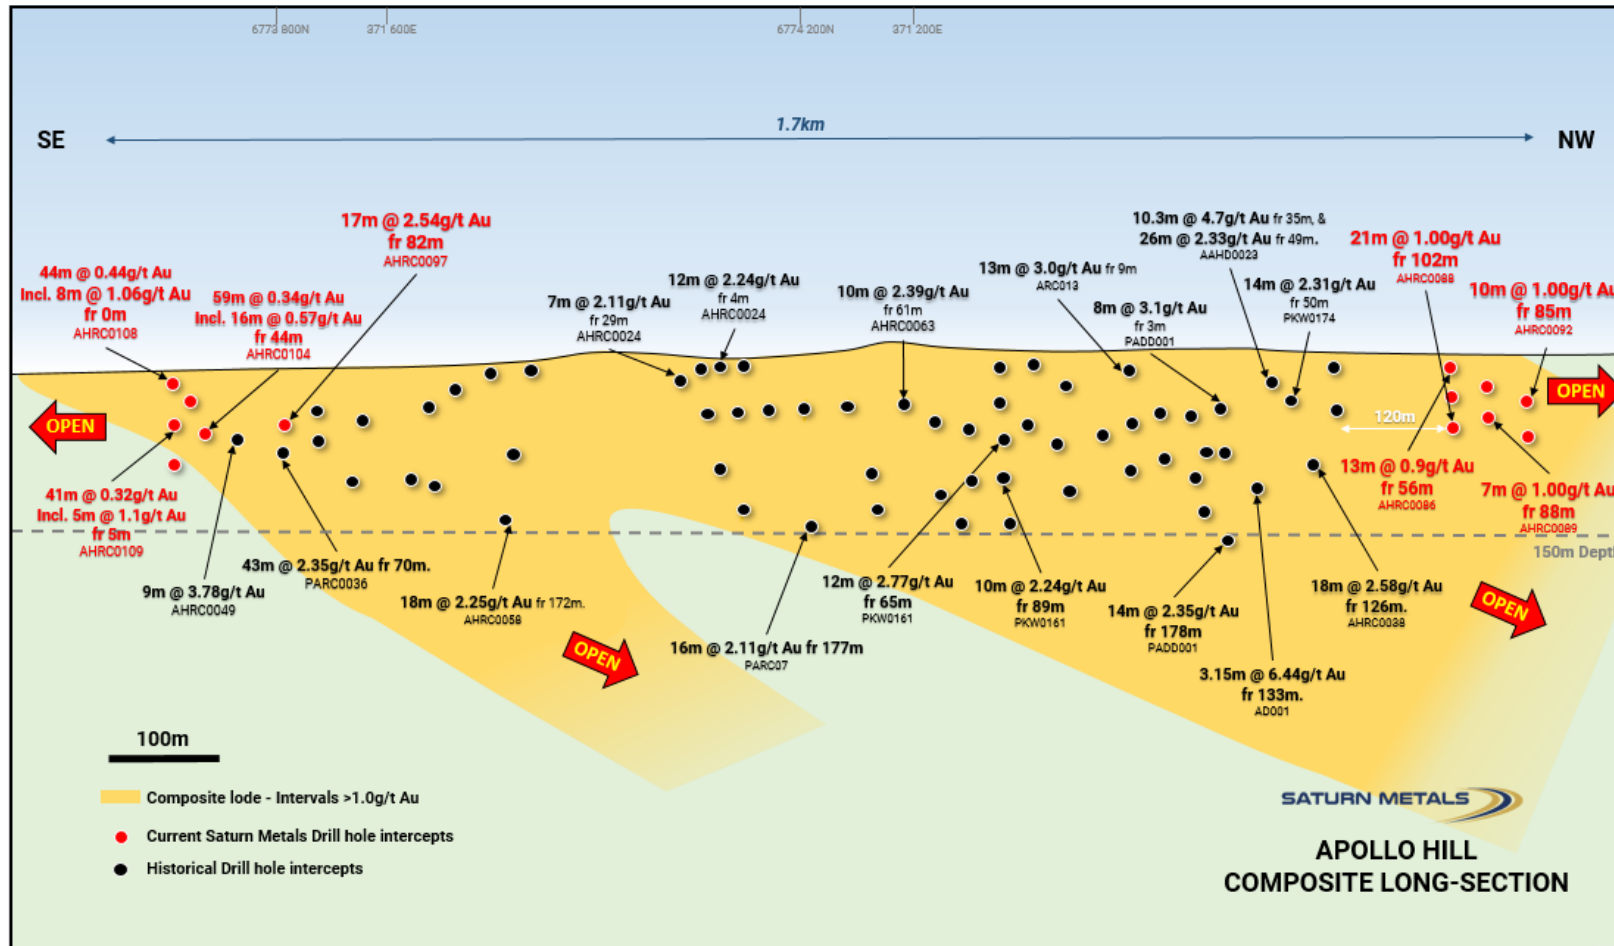 6773 800N
371 600E
6774 200N
371 200E
1.7km
SE
NW
17m @ 2.54g/t Au
fr 82m
AHRC0097
44m @ 0.44g/t Au
Incl. 8m @ 1.06g/t Au
fr 0m
AHRC0108
59m @ 0.34g/t Au
Incl. 16m @ 0.57g/t Au
fr 44m
AHRC0104
7m @ 2.11g/t Au
fr 29m
AHRC0024
12m @ 2.24g/t Au
fr 4m
AHRC0024
10m @ 2.39g/t Au
fr 61m
AHRC0063
13m @ 3.0g/t Au fr 9m
ARC013
8m @ 3.1g/t Au
fr 3m
PADD001
10.3m @ 4.7g/t Au fr 35m, &
26m @ 2.33g/t Au fr 49m.
AAHD0023
14m @ 2.31g/t Au
fr 50m
PKW0174
21m @ 1.00g/t Au
fr 102m
AHRC0088
10m @ 1.00g/t Au
fr 85m
AHRC0092
OPEN
OPEN
120m
41m @ 0.32g/t Au
Incl. 5m @ 1.1g/t Au
fr 5m
AHRC0109
13m @ 0.9g/t Au
fr 56m
AHRC0086
7m @ 1.00g/t Au
fr 88m
AHRC0089
150m Depth
9m @ 3.78g/t Au
AHRC0049
43m @ 2.35g/t Au fr 70m.
PARC0036
18m @ 2.25g/t Au fr 172m.
AHRC0058
OPEN
16m @ 2.11g/t Au fr 177m
PARC07
12m @ 2.77g/t Au
fr 65m
PKW0161
10m @ 2.24g/t Au
fr 89m
PKW0161
14m @ 2.35g/t Au
fr 178m
PADD001
3.15m @ 6.44g/t Au
fr 133m.
AD001
18m @ 2.58g/t Au
fr 126m.
AHRC0038
OPEN
100m
Composite lode - Intervals >1.0g/t Au
Current Saturn Metals Drill hole intercepts
Historical Drill hole intercepts
SATURN METALS
APOLLO HILL
COMPOSITE LONG-SECTION